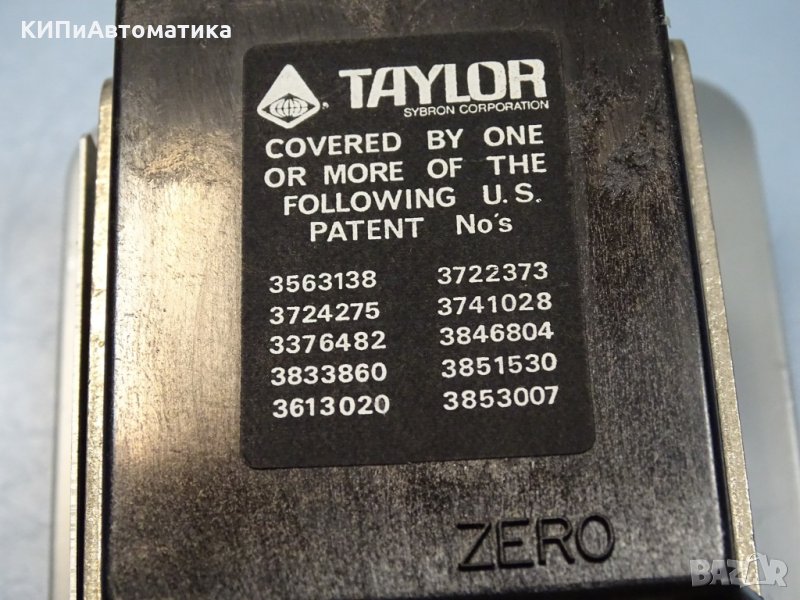 КИПиАвтоматика
TAYLOR
SYBRON CORPORATION
COVERED BY ONE
OR MORE OF THE
FOLLOWING U.S.
PATENT No's
3563138 3722373
3724275 3741028
3376482 3846804
3833860 3851530
3613020 3853007
ZERO
BAZAR